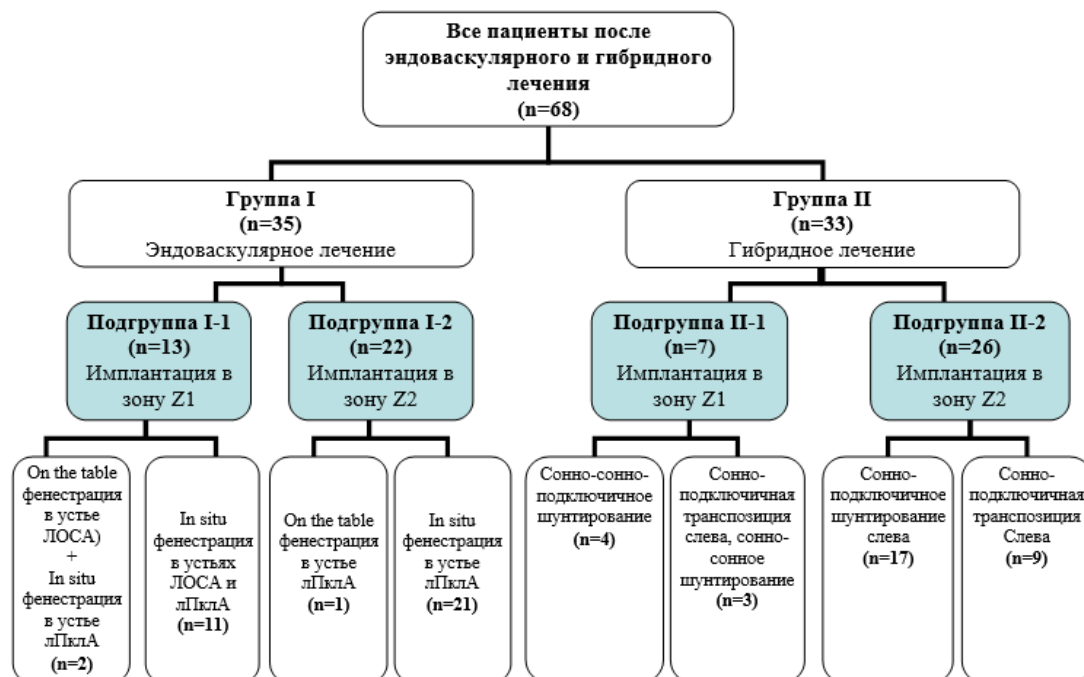 Все пациенты после
эндоваскулярного и гибридного
лечения
(n=68)
Группа I
(n=35)
Эндоваскулярное лечение
Группа II
(n=33)
Гибридное лечение
Подгруппа I-1
(n=13)
Имплантация в
зону Z1
Подгруппа I-2
(n=22)
Имплантация в
зону Z2
Подгруппа II-1
(n=7)
Имплантация в
зону Z1
Подгруппа II-2
(n=26)
Имплантация в
зону Z2
On the table
фенестрация
в устье
ЛОСА)
+
In situ
фенестрация
в устье
лПклА
(n=2)
In situ
фенестрация
в устьях
ЛОСА и
лПклА
(n=11)
On the table
фенестрация
в устье
лПклА
(n=1)
In situ
фенестрация
в устье
лПклА
(n=21)
Сонно-сонно-
подключичное
шунтирование
(n=4)
Сонно-
подключичная
транспозиция
слева, сонно-
сонное
шунтирование
(n=3)
Сонно-
подключичное
шунтирование
слева
(n=17)
Сонно-
подключичная
транспозиция
Слева
(n=9)